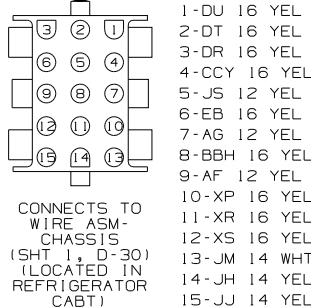 3 2 1
6 5 4
9 8 7
12 11 10
15 14 13
CONNECTS TO
WIRE ASM-
CHASSIS
(SHT 1, D-30)
(LOCATED IN
REFRIGERATOR
CABT)
1-DU 16 YEL
2-DT 16 YEL
3-DR 16 YEL
4-CCY 16 YEL
5-JS 12 YEL
6-EB 16 YEL
7-AG 12 YEL
8-BBH 16 YEL
9-AF 12 YEL
10-XP 16 YEL
11-XR 16 YEL
12-XS 16 YEL
13-JM 14 WHT
14-JH 14 YEL
15-JJ 14 YEL